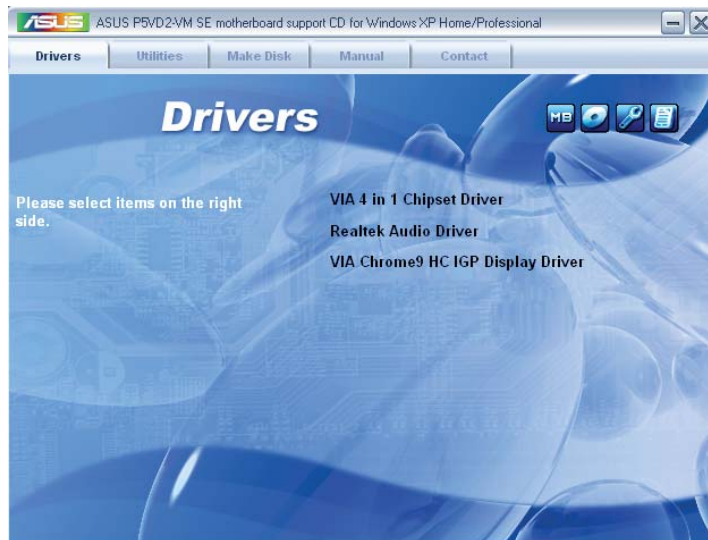 ASUS ASUS P5VD2-VM SE motherboard support CD for Windows XP Home/Professional
Drivers Utilities Make Disk Manual Contact
Drivers
MB
Please select items on the right
side.
VIA 4 in 1 Chipset Driver
Realtek Audio Driver
VIA Chrome9 HC IGP Display Driver